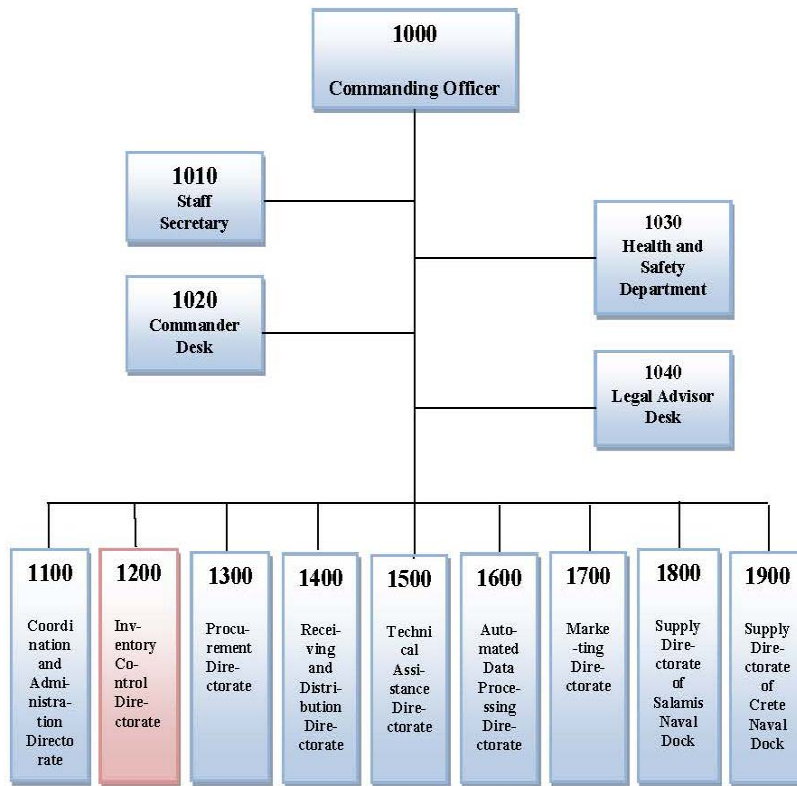 1000
Commanding Officer
1010
Staff
Secretary
1030
Health and
Safety
Department
1020
Commander
Desk
1040
Legal Advisor
Desk
1100
Coordi
nation
and
Admi-
nistra-
tion
Directo
rate
1200
Inv-
entory
Co-
ntrol
Dire-
ctorate
1300
Procu-
rement
Dire-
ctorate
1400
Recei-
ving
and
Distri-
bution
Dire-
ctorate
1500
Techni
cal
Assi-
stance
Dire-
ctorate
1600
Auto-
mated
Data
Proce-
ssing
Dire-
ctorate
1700
Marke
-ting
Dire-
ctorate
1800
Supply
Dire-
ctorate
of
Salamis
Naval
Dock
1900
Supply
Dire-
ctorate
of
Crete
Naval
Dock